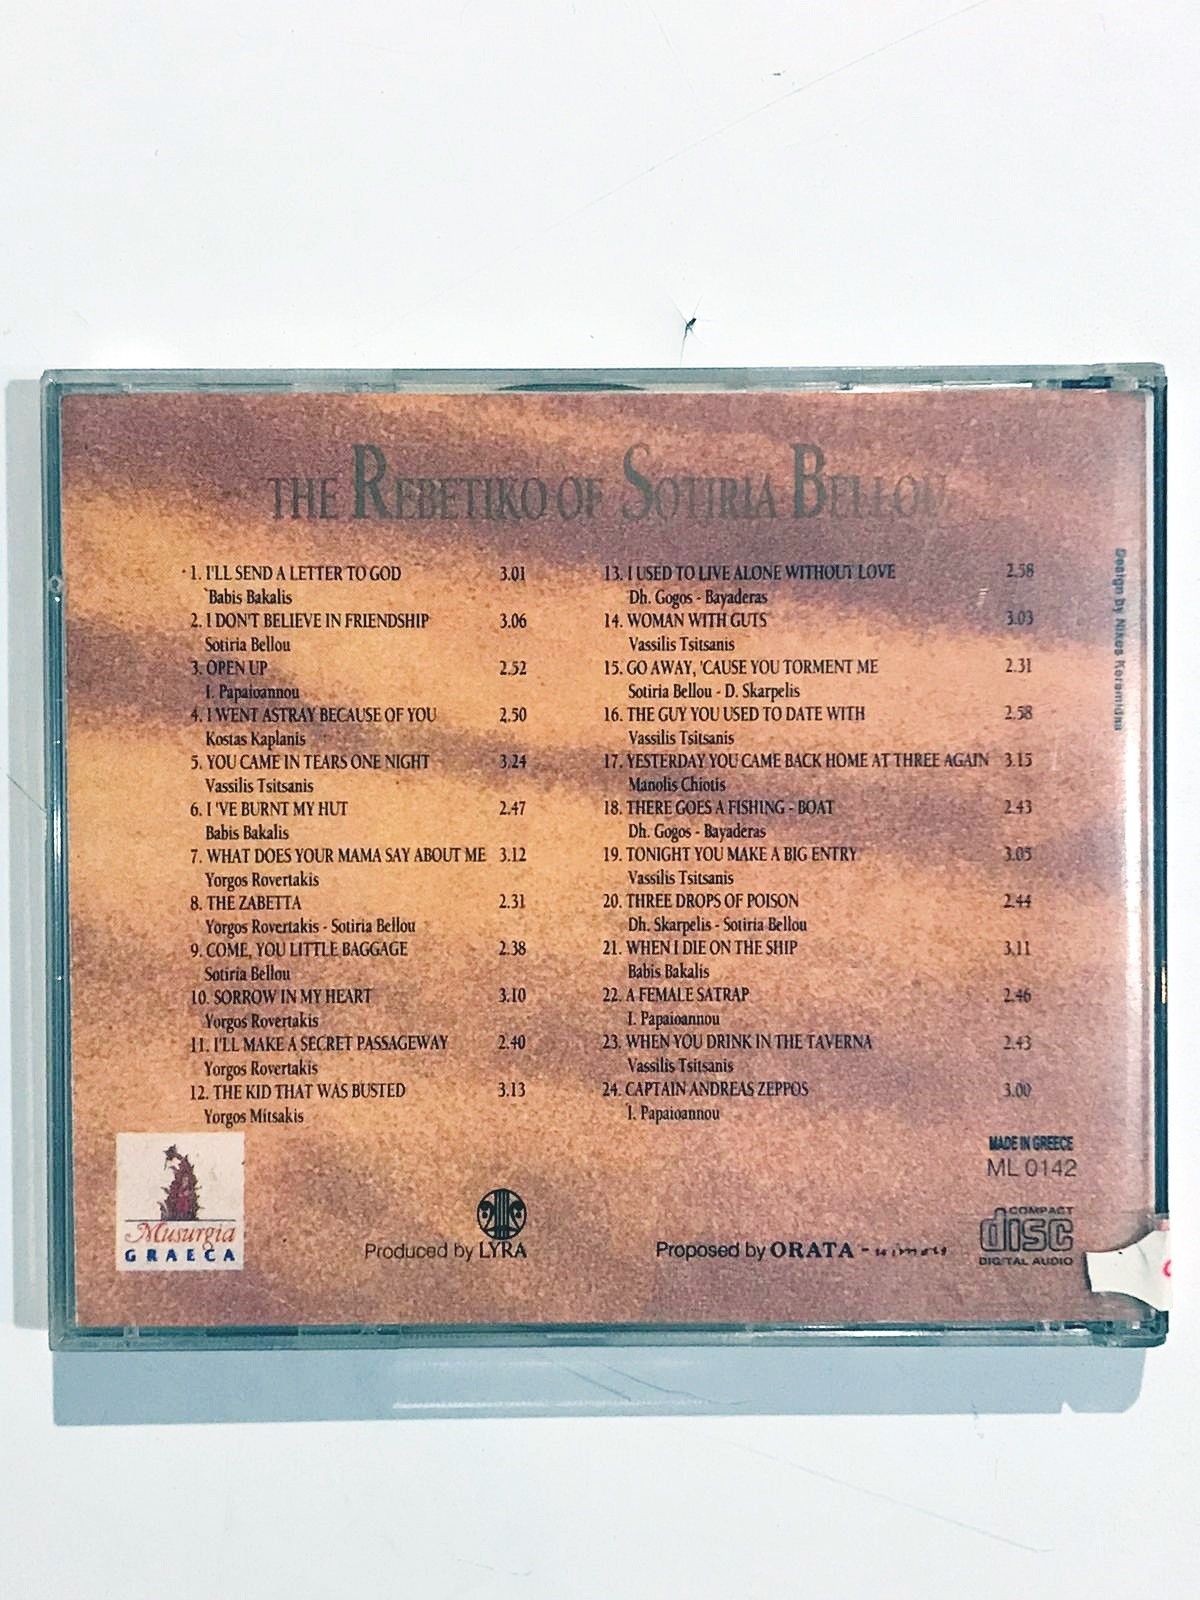 THE REBETIKO OF SOTIRIA BELLOU
1. I'LL SEND A LETTER TO GOD 3.01
Babis Bakalis
2. I DON'T BELIEVE IN FRIENDSHIP 3.06
Sotiria Bellou
3. OPEN UP 2.52
I. Papaioannou
4. I WENT ASTRAY BECAUSE OF YOU 2.50
Kostas Kaplanis
5. YOU CAME IN TEARS ONE NIGHT 3.24
Vassilis Tsitsanis
6. I 'VE BURNT MY HUT 2.47
Babis Bakalis
7. WHAT DOES YOUR MAMA SAY ABOUT ME 3.12
Yorgos Rovertakis
8. THE ZABETTA 2.31
Yorgos Rovertakis - Sotiria Bellou
9. COME, YOU LITTLE BAGGAGE 2.38
Sotiria Bellou
10. SORROW IN MY HEART 3.10
Yorgos Rovertakis
11. I'LL MAKE A SECRET PASSAGEWAY 2.40
Yorgos Rovertakis
12. THE KID THAT WAS BUSTED 3.13
Yorgos Mitsakis
13. I USED TO LIVE ALONE WITHOUT LOVE 2.58
Dh. Gogos - Bayaderas
14. WOMAN WITH GUTS 3.03
Vassilis Tsitsanis
15. GO AWAY, 'CAUSE YOU TORMENT ME 2.31
Sotiria Bellou - D. Skarpelis
16. THE GUY YOU USED TO DATE WITH 2.58
Vassilis Tsitsanis
17. YESTERDAY YOU CAME BACK HOME AT THREE AGAIN 3.15
Manolis Chiotis
18. THERE GOES A FISHING - BOAT 2.43
Dh. Gogos - Bayaderas
19. TONIGHT YOU MAKE A BIG ENTRY 3.05
Vassilis Tsitsanis
20. THREE DROPS OF POISON 2.44
Dh. Skarpelis - Sotiria Bellou
21. WHEN I DIE ON THE SHIP 3.11
Babis Bakalis
22. A FEMALE SATRAP 2.46
I. Papaioannou
23. WHEN YOU DRINK IN THE TAVERNA 2.43
Vassilis Tsitsanis
24. CAPTAIN ANDREAS ZEPPOS 3.00
I. Papaioannou
Design by Nikos Keramidas
MADE IN GREECE
ML 0142
Musurgia
GRAECA
Produced by LYRA
Proposed by ORATA -
COMPACT
disc
DIGITAL AUDIO